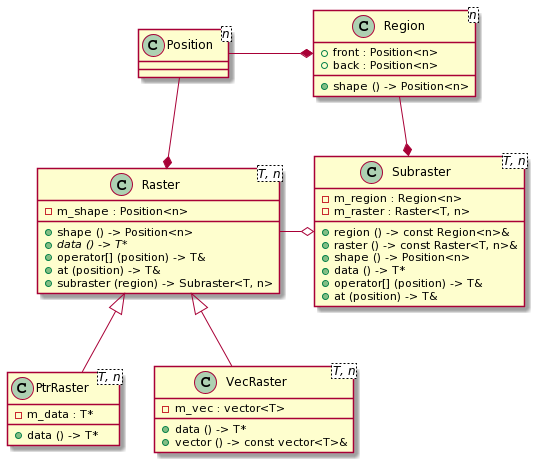 C Position n
C Region n
front : Position<n>
back : Position<n>
shape () -> Position<n>
C Raster T, n
m_shape : Position<n>
shape () -> Position<n>
data () -> T*
operator[] (position) -> T&
at (position) -> T&
subraster (region) -> Subraster<T, n>
C Subraster T, n
m_region : Region<n>
m_raster : Raster<T, n>
region () -> const Region<n>&
raster () -> const Raster<T, n>&
shape () -> Position<n>
data () -> T*
operator[] (position) -> T&
at (position) -> T&
C PtrRaster T, n
m_data : T*
data () -> T*
C VecRaster T, n
m_vec : vector<T>
data () -> T*
vector () -> const vector<T>&